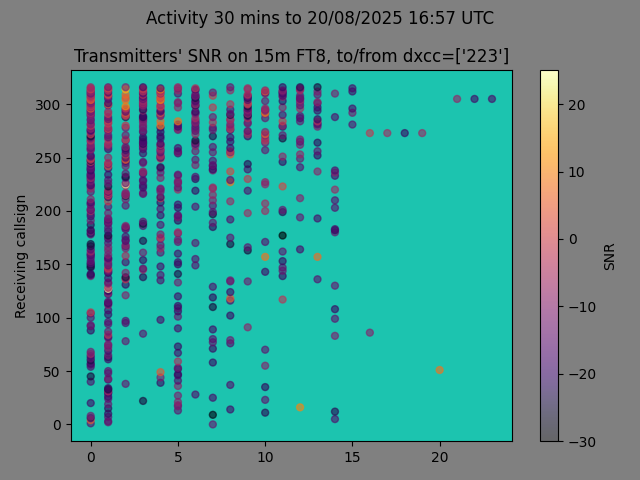 Activity 30 mins to 20/08/2025 16:57 UTC
Transmitters' SNR on 15m FT8, to/from dxcc=['223']
Receiving callsign
300
250
200
150
100
50
0
0 5 10 15 20
20
10
0
−10
−20
−30
SNR